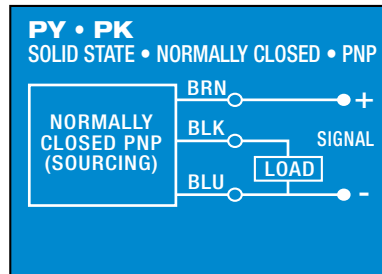 PY • PK
SOLID STATE • NORMALLY CLOSED • PNP
BRN
+
NORMALLY
CLOSED PNP
(SOURCING)
BLK
SIGNAL
LOAD
BLU
-